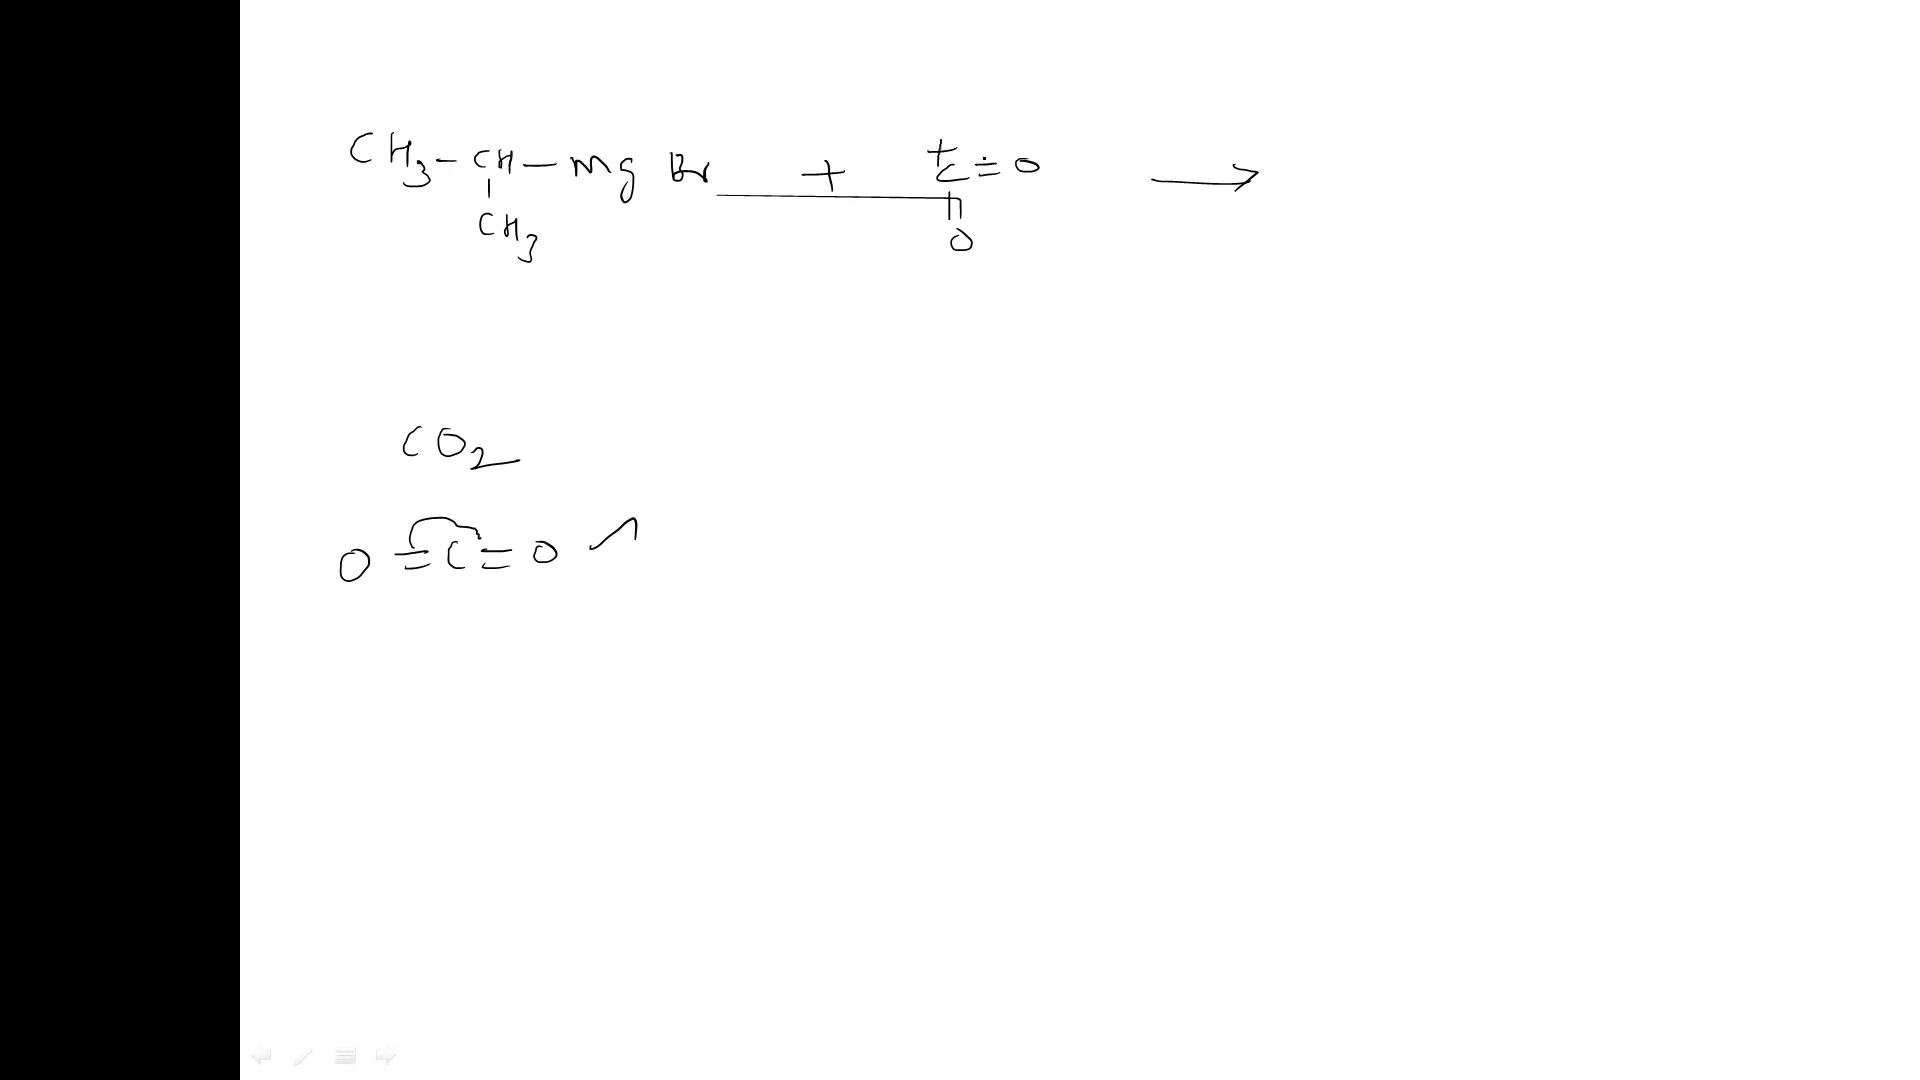 CH3-CH-Mg Br + C=O →
CH3 O
CO2
O=C=O